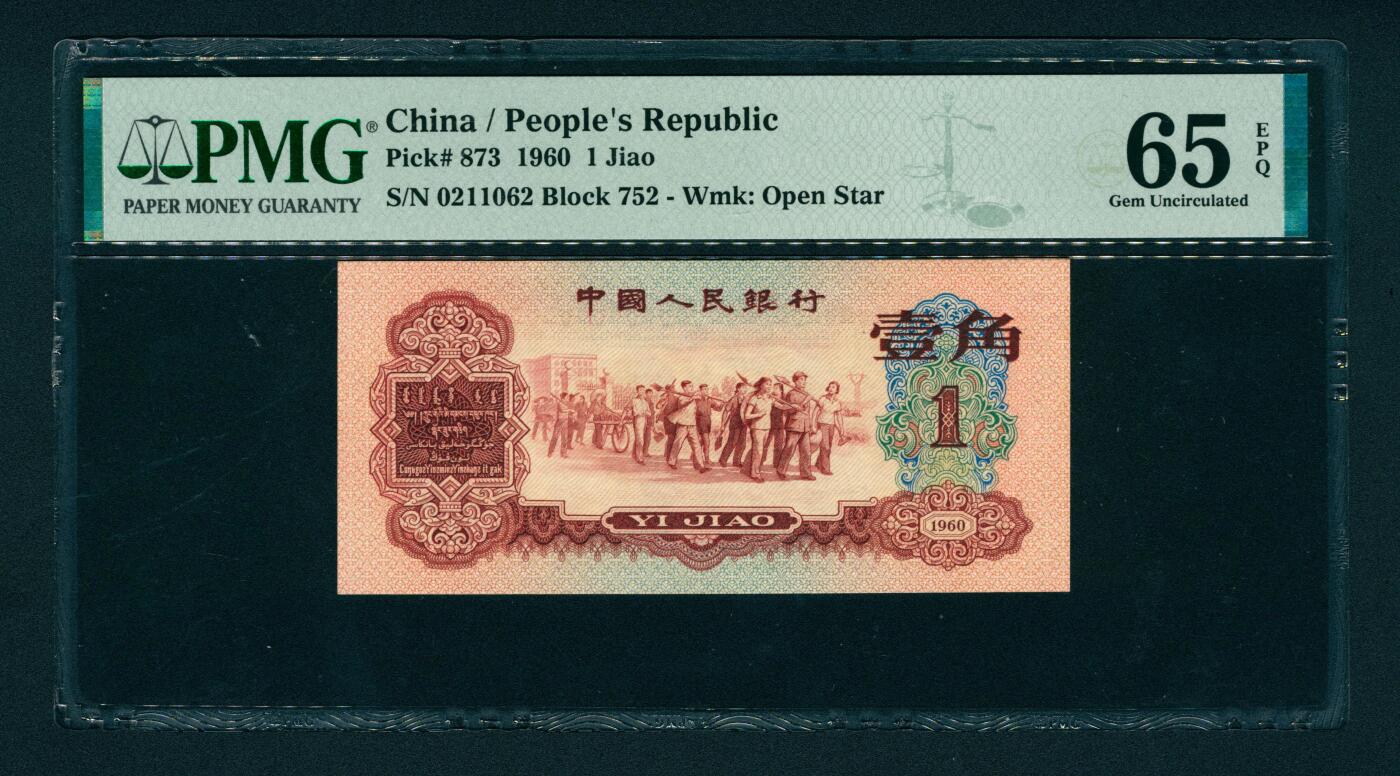 PMG®
PAPER MONEY GUARANTY
China / People's Republic
Pick# 873 1960 1 Jiao
S/N 0211062 Block 752 - Wmk: Open Star
65 EPQ
Gem Uncirculated
中國人民銀行
壹角
1
YI JIAO
1960